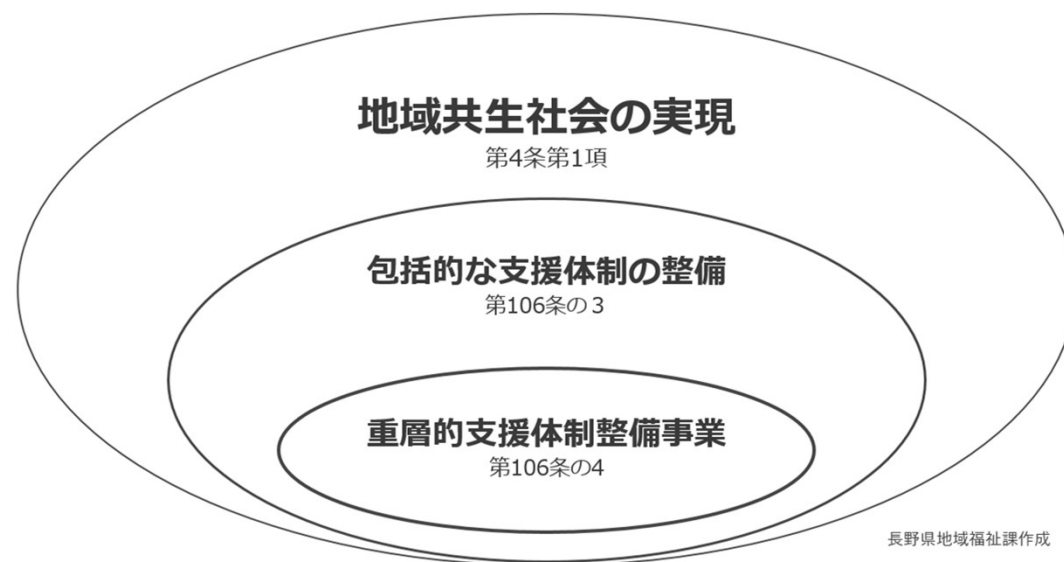 地域共生社会の実現
第4条第1項
包括的な支援体制の整備
第106条の３
重層的支援体制整備事業
第106条の4
長野県地域福祉課作成